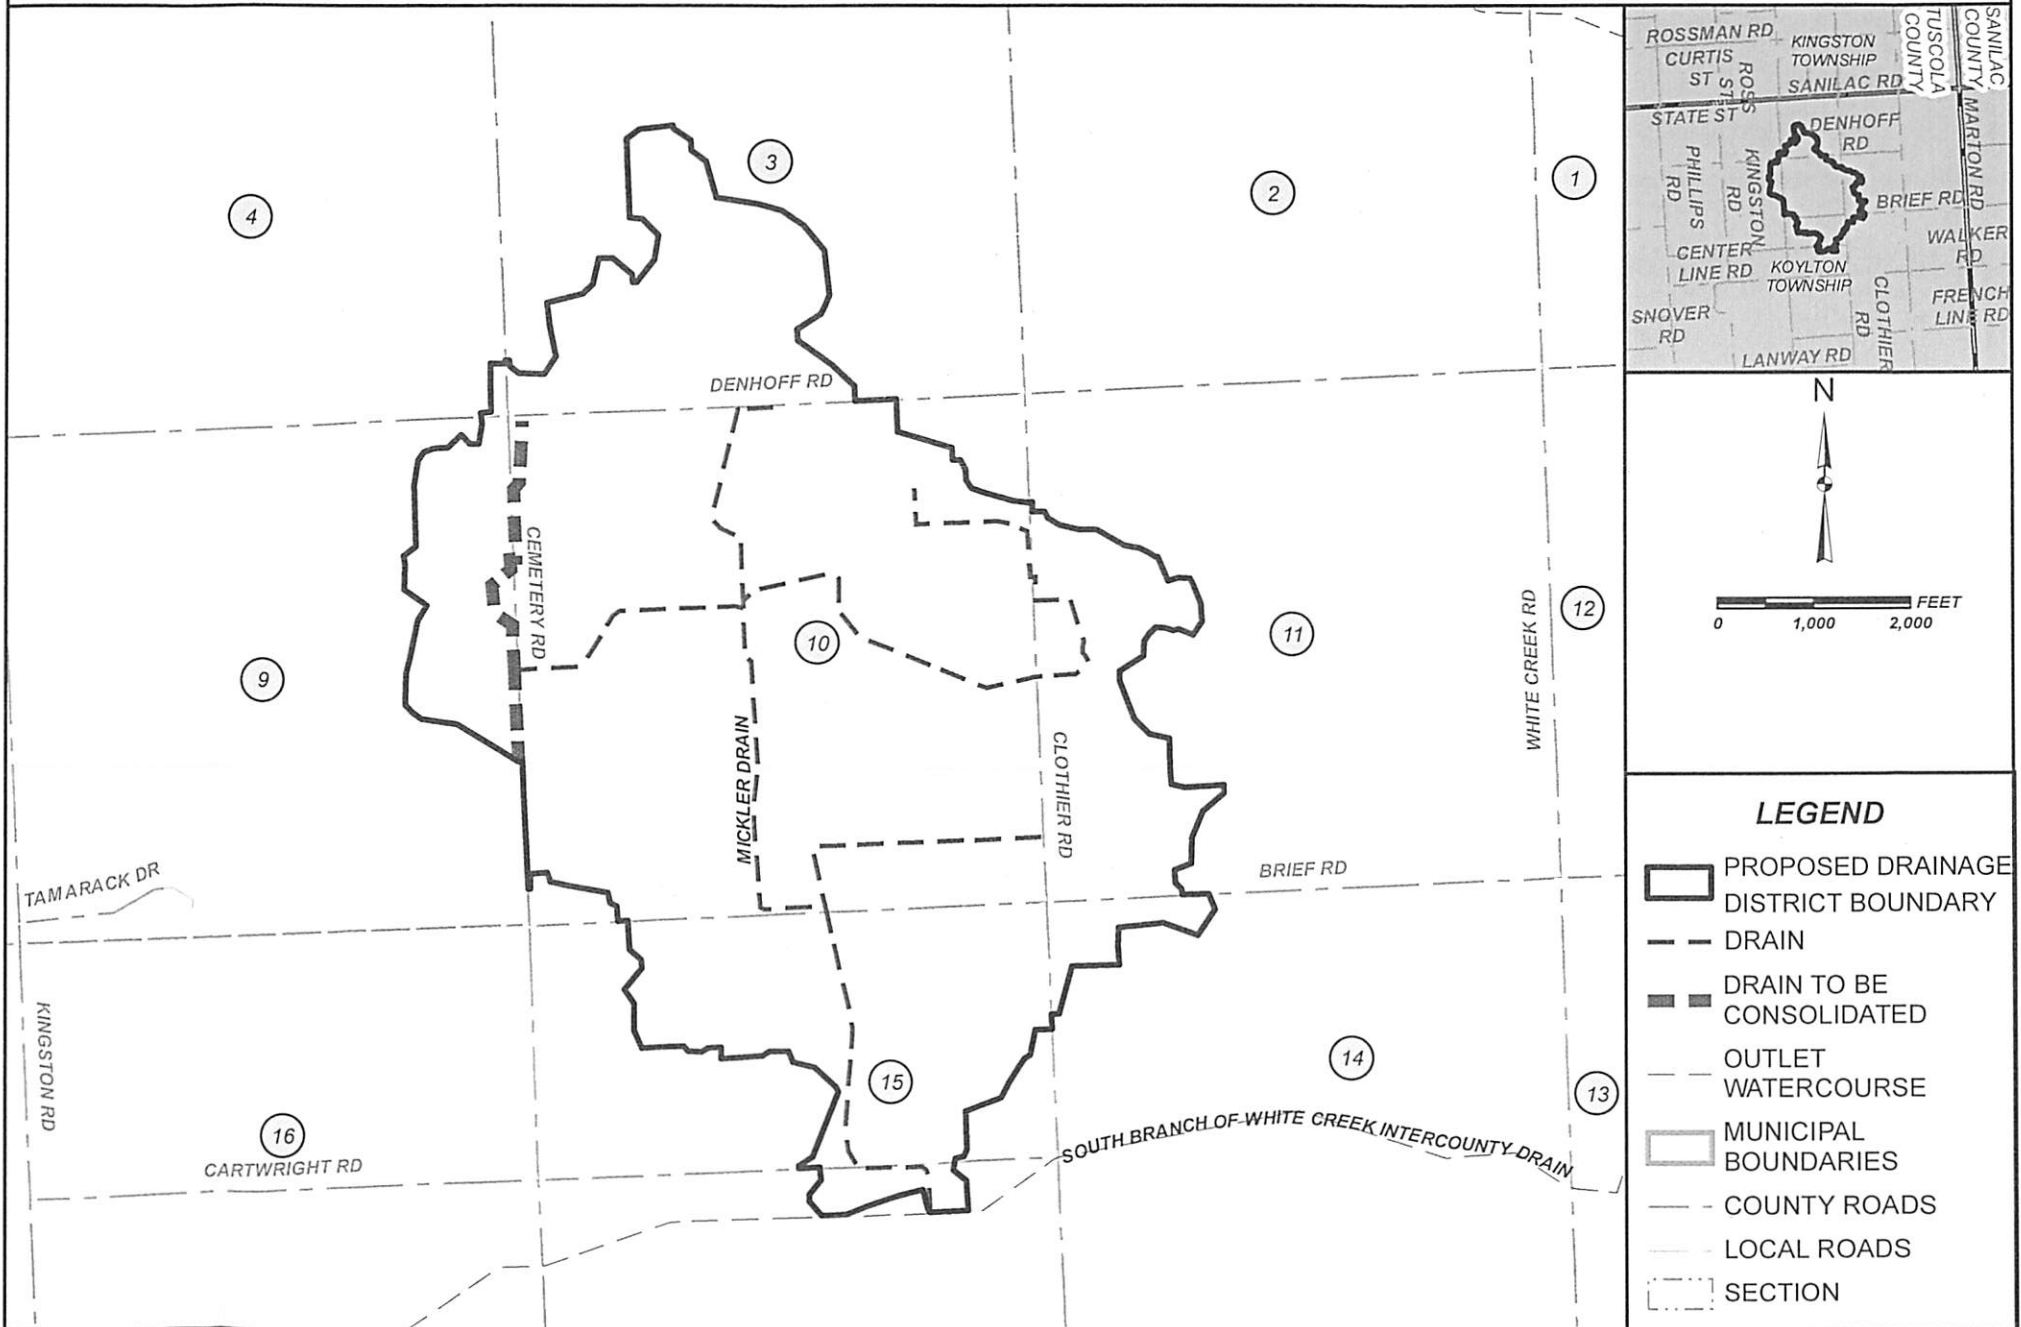 3
4
2
1
DENHOFF RD
CEMETERY RD
9
10
11
12
WHITE CREEK RD
MICKLER DRAIN
CLOTHIER RD
BRIEF RD
TAMARACK DR
KINGSTON RD
16
CARTWRIGHT RD
15
14
13
SOUTH BRANCH OF WHITE CREEK INTERCOUNTY DRAIN
ROSSMAN RD
CURTIS
ST
ROSS
ST
KINGSTON
TOWNSHIP
TUSCOLA
COUNTY
SANILAC
COUNTY
SANILAC RD
STATE ST
DENHOFF
RD
MARTON RD
PHILLIPS
RD
KINGSTON
RD
BRIEF RD
WALKER
RD
CENTER
LINE RD
KOYLTON
TOWNSHIP
CLOTHIER
RD
FRENCH
LINE RD
SNOVER
RD
LANWAY RD
N
FEET
0 1,000 2,000
LEGEND
PROPOSED DRAINAGE
DISTRICT BOUNDARY
DRAIN
DRAIN TO BE
CONSOLIDATED
OUTLET
WATERCOURSE
MUNICIPAL
BOUNDARIES
COUNTY ROADS
LOCAL ROADS
SECTION